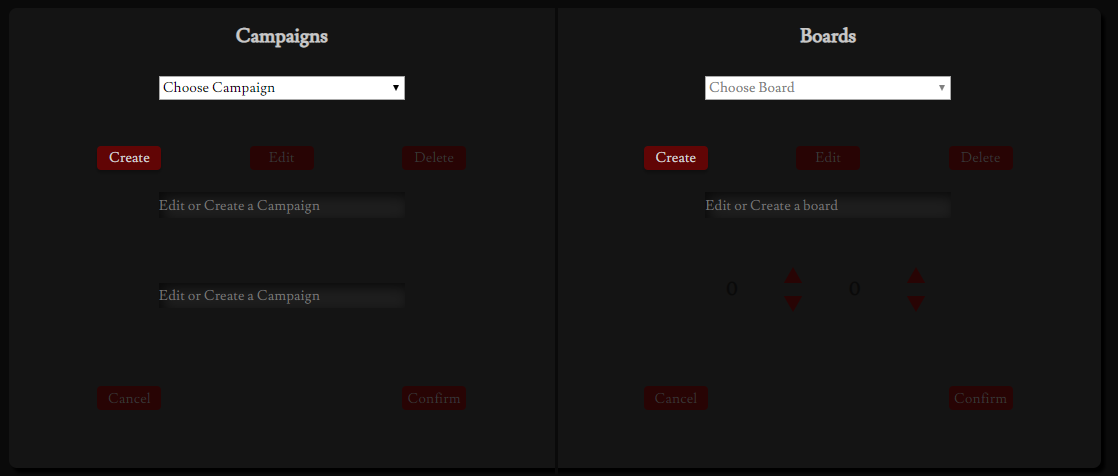 Campaigns
Choose Campaign
Create Edit Delete
Edit or Create a Campaign
Edit or Create a Campaign
Cancel Confirm
Boards
Choose Board
Create Edit Delete
Edit or Create a board
0 0
Cancel Confirm